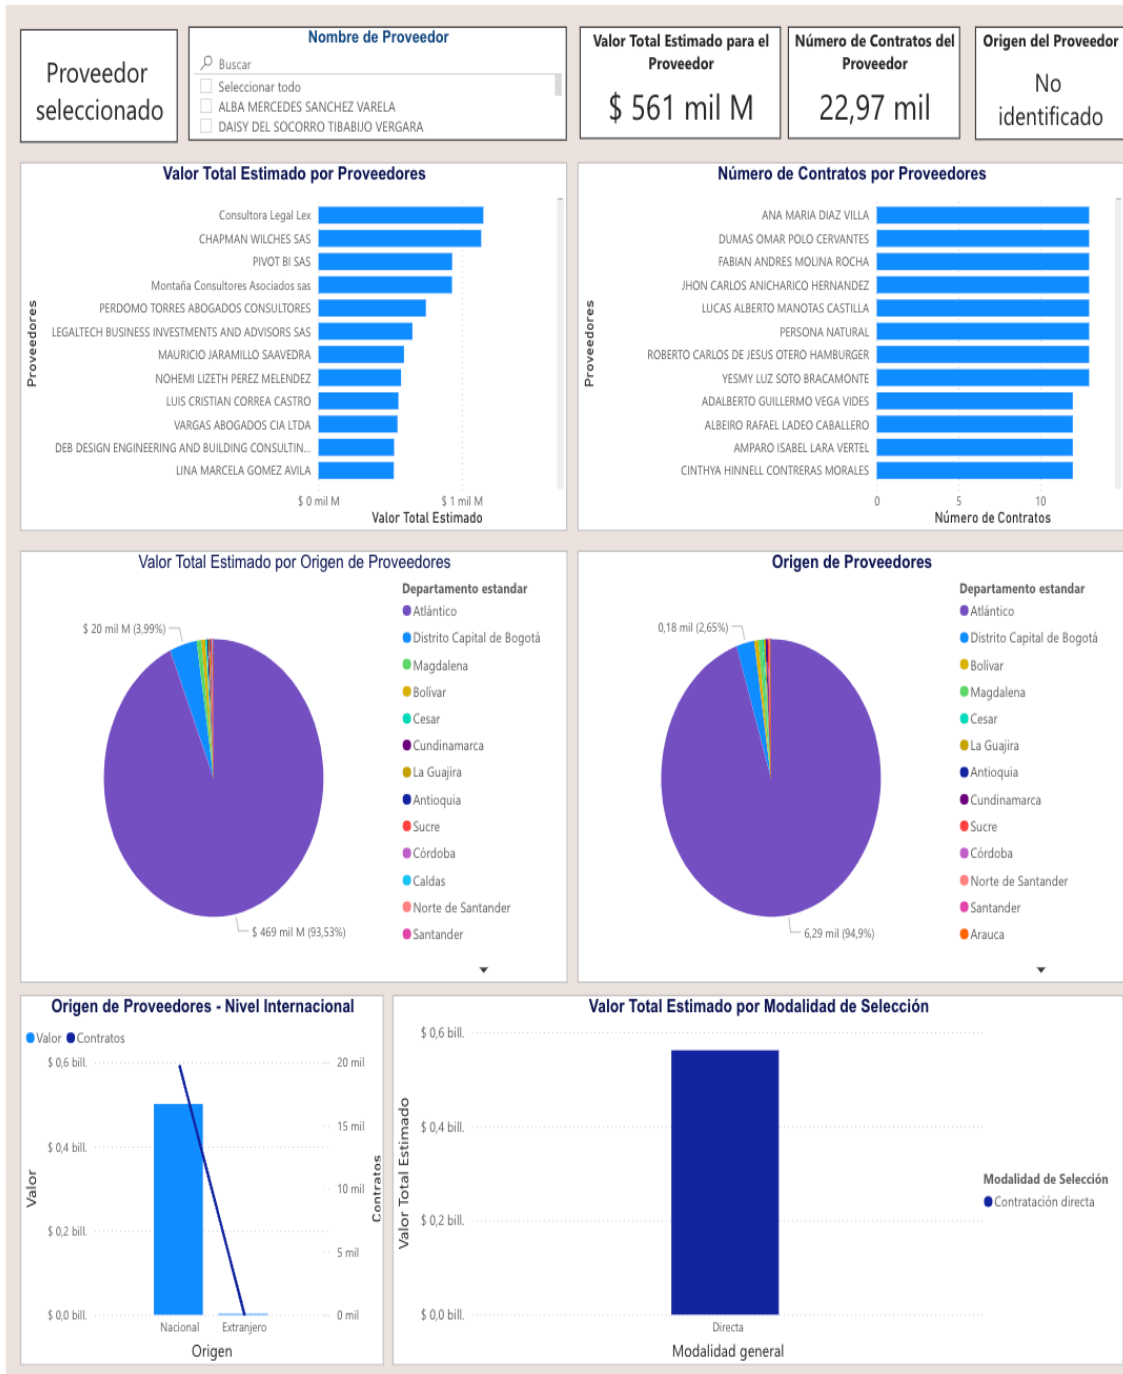 Proveedor
seleccionado
Nombre de Proveedor
Buscar
Seleccionar todo
ALBA MERCEDES SANCHEZ VARELA
DAISY DEL SOCORRO TIBABIJO VERGARA
Valor Total Estimado para el
Proveedor
$ 561 mil M
Número de Contratos del
Proveedor
22,97 mil
Origen del Proveedor
No
identificado
Valor Total Estimado por Proveedores
Proveedores
Consultora Legal Lex
CHAPMAN WILCHES SAS
PIVOT BI SAS
Montaña Consultores Asociados sas
PERDOMO TORRES ABOGADOS CONSULTORES
LEGALTECH BUSINESS INVESTMENTS AND ADVISORS SAS
MAURICIO JARAMILLO SAAVEDRA
NOHEMI LIZETH PEREZ MELENDEZ
LUIS CRISTIAN CORREA CASTRO
VARGAS ABOGADOS CIA LTDA
DEB DESIGN ENGINEERING AND BUILDING CONSULTIN...
LINA MARCELA GOMEZ AVILA
$ 0 mil M
$ 1 mil M
Valor Total Estimado
Número de Contratos por Proveedores
Proveedores
ANA MARIA DIAZ VILLA
DUMAS OMAR POLO CERVANTES
FABIAN ANDRES MOLINA ROCHA
JHON CARLOS ANICHARICO HERNANDEZ
LUCAS ALBERTO MANOTAS CASTILLA
PERSONA NATURAL
ROBERTO CARLOS DE JESUS OTERO HAMBURGER
YESMY LUZ SOTO BRACAMONTE
ADALBERTO GUILLERMO VEGA VIDES
ALBEIRO RAFAEL LADEO CABALLERO
AMPARO ISABEL LARA VERTEL
CINTHYA HINNELL CONTRERAS MORALES
0
5
10
Número de Contratos
Valor Total Estimado por Origen de Proveedores
$ 20 mil M (3,99%)
$ 469 mil M (93,53%)
Departamento estandar
Atlántico
Distrito Capital de Bogotá
Magdalena
Bolívar
Cesar
Cundinamarca
La Guajira
Antioquia
Sucre
Córdoba
Caldas
Norte de Santander
Santander
Origen de Proveedores
0,18 mil (2,65%)
6,29 mil (94,9%)
Departamento estandar
Atlántico
Distrito Capital de Bogotá
Bolívar
Magdalena
Cesar
La Guajira
Antioquia
Cundinamarca
Sucre
Córdoba
Norte de Santander
Santander
Arauca
Origen de Proveedores - Nivel Internacional
Valor
Contratos
Valor
$ 0,6 bill.
$ 0,4 bill.
$ 0,2 bill.
$ 0,0 bill.
20 mil
15 mil
10 mil
5 mil
0 mil
Contratos
Nacional
Extranjero
Origen
Valor Total Estimado por Modalidad de Selección
Valor Total Estimado
$ 0,6 bill.
$ 0,4 bill.
$ 0,2 bill.
$ 0,0 bill.
Directa
Modalidad general
Modalidad de Selección
Contratación directa